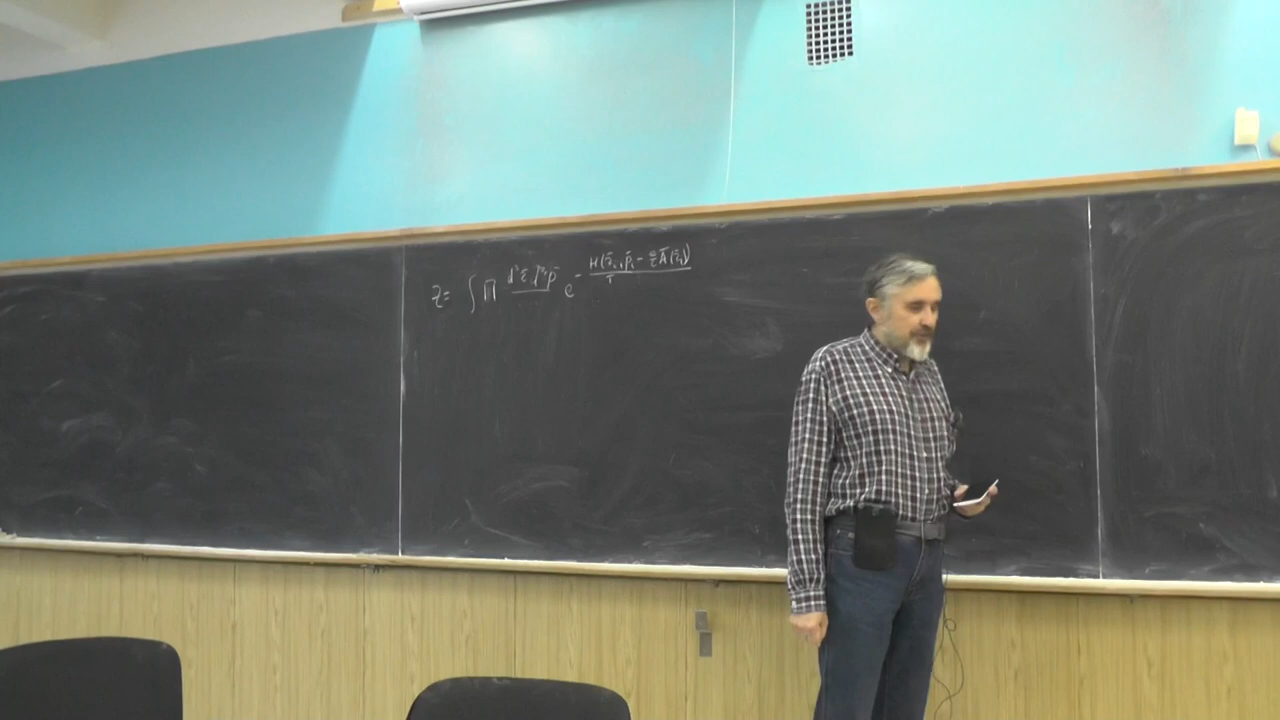 Z = ∫ ∏ d³r̄ᵢ d³p̄ / e^{- H(r̄ᵢ, p̄ᵢ - e/c Ā(r̄ᵢ)) / T}